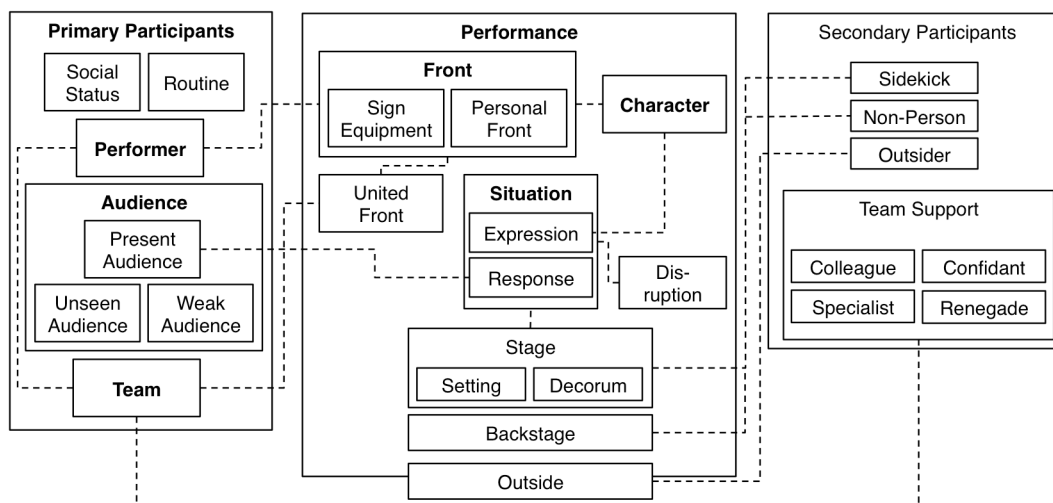 Primary Participants
Social
Status
Routine
Performer
Audience
Present
Audience
Unseen
Audience
Weak
Audience
Team
Performance
Front
Sign
Equipment
Personal
Front
Character
United
Front
Situation
Expression
Response
Dis-
ruption
Stage
Setting
Decorum
Backstage
Outside
Secondary Participants
Sidekick
Non-Person
Outsider
Team Support
Colleague
Confidant
Specialist
Renegade